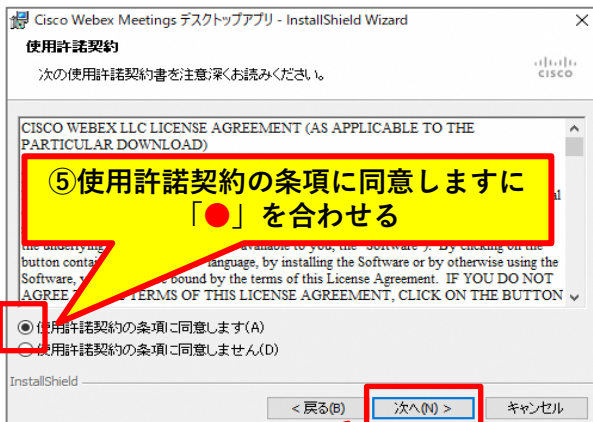 Cisco Webex Meetings デスクトップアプリ - InstallShield Wizard
使用許諾契約
次の使用許諾契約書を注意深くお読みください。
CISCO
CISCO WEBEX LLC LICENSE AGREEMENT (AS APPLICABLE TO THE
PARTICULAR DOWNLOAD)
⑤使用許諾契約の条項に同意しますに
「●」を合わせる
the underlying available to you, the "Software"). By clicking on the
button language, by installing the Software or by otherwise using the
Software, bound by the terms of this License Agreement. IF YOU DO NOT
AGREE TERMS OF THIS LICENSE AGREEMENT, CLICK ON THE BUTTON
使用許諾契約の条項に同意します(A)
使用許諾契約の条項に同意しません(D)
InstallShield
< 戻る(B) 次へ(N) > キャンセル